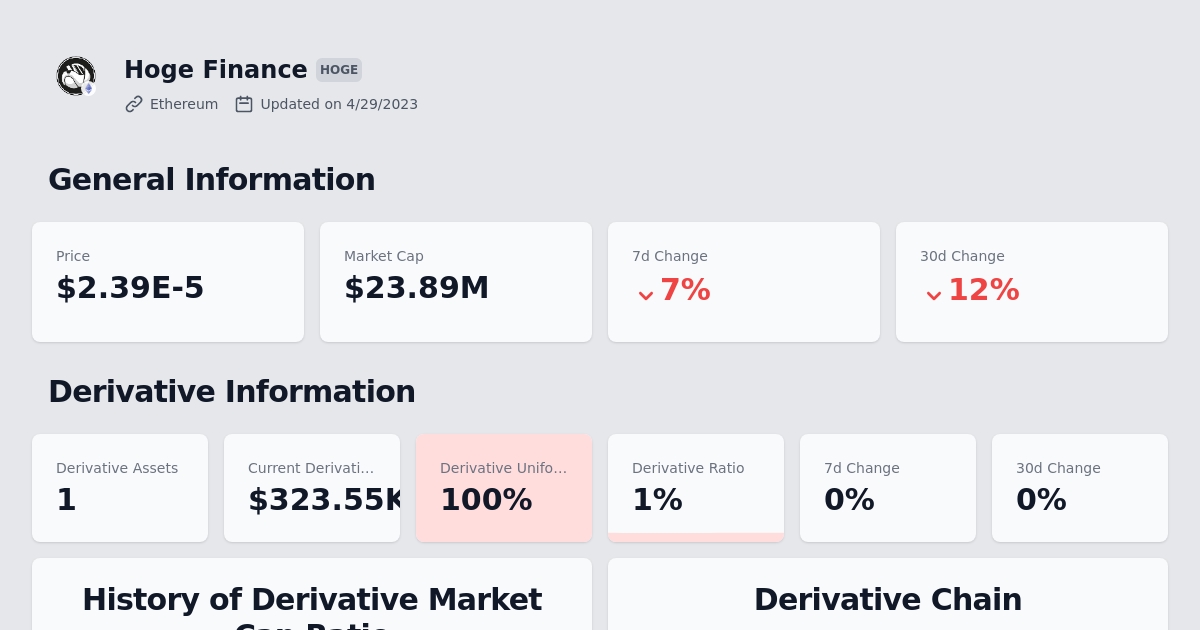 Hoge Finance HOGE
Ethereum Updated on 4/29/2023
General Information
Price
$2.39E-5
Market Cap
$23.89M
7d Change
7%
30d Change
12%
Derivative Information
Derivative Assets
1
Current Derivati...
$323.55K
Derivative Unifo...
100%
Derivative Ratio
1%
7d Change
0%
30d Change
0%
History of Derivative Market
Cap Ratio
Derivative Chain